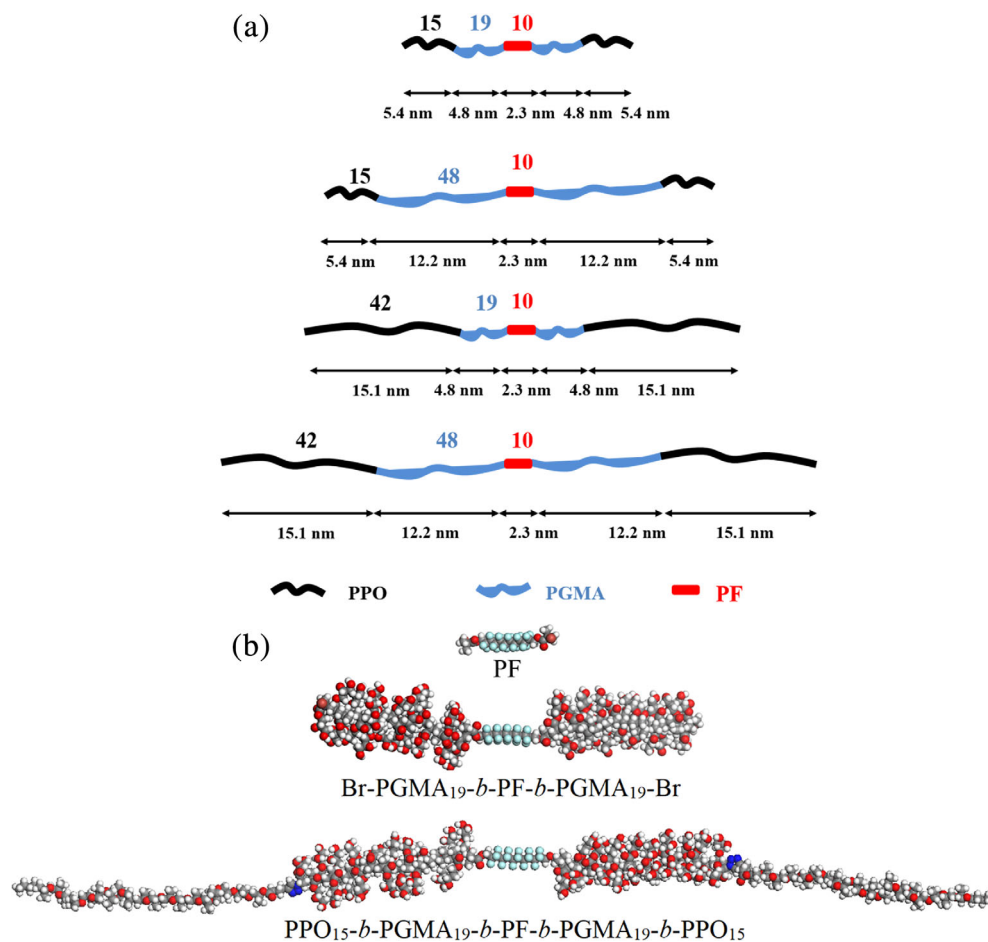 (a)
15 19 10
5.4 nm 4.8 nm 2.3 nm 4.8 nm 5.4 nm
10
15 48
5.4 nm 12.2 nm 2.3 nm 12.2 nm 5.4 nm
42 19 10
15.1 nm 4.8 nm 2.3 nm 4.8 nm 15.1 nm
42 48 10
15.1 nm 12.2 nm 2.3 nm 12.2 nm 15.1 nm
PPO PGMA PF
(b)
PF
Br-PGMA₁₉-b-PF-b-PGMA₁₉-Br
PPO₁₅-b-PGMA₁₉-b-PF-b-PGMA₁₉-b-PPO₁₅